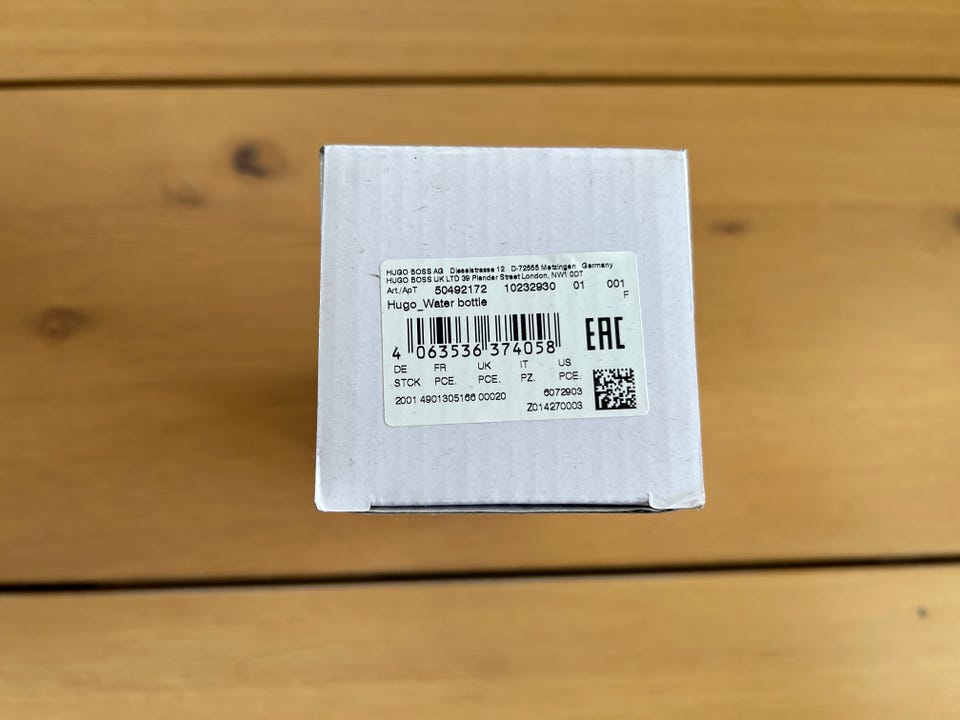 HUGO BOSS AG Dieselstrasse 12 D-72555 Metzingen Germany
HUGO BOSS UK LTD 39 Plender Street London, NW1 0DT
Art./ApT 50492172 10232930 01 001
F
Hugo_Water bottle
EAC
4 063536 374058
DE FR UK IT US
STCK PCE. PCE. PZ. PCE.
2001 4901305166 00020 6072903
Z014270003